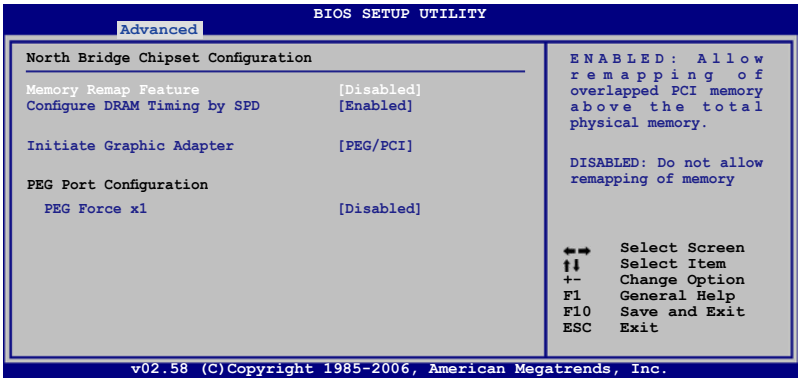 BIOS SETUP UTILITY
Advanced
North Bridge Chipset Configuration
Memory Remap Feature [Disabled]
Configure DRAM Timing by SPD [Enabled]
Initiate Graphic Adapter [PEG/PCI]
PEG Port Configuration
PEG Force x1 [Disabled]
ENABLED: Allow
remapping of
overlapped PCI memory
above the total
physical memory.
DISABLED: Do not allow
remapping of memory
←→ Select Screen
↑↓ Select Item
+- Change Option
F1 General Help
F10 Save and Exit
ESC Exit
v02.58 (C)Copyright 1985-2006, American Megatrends, Inc.